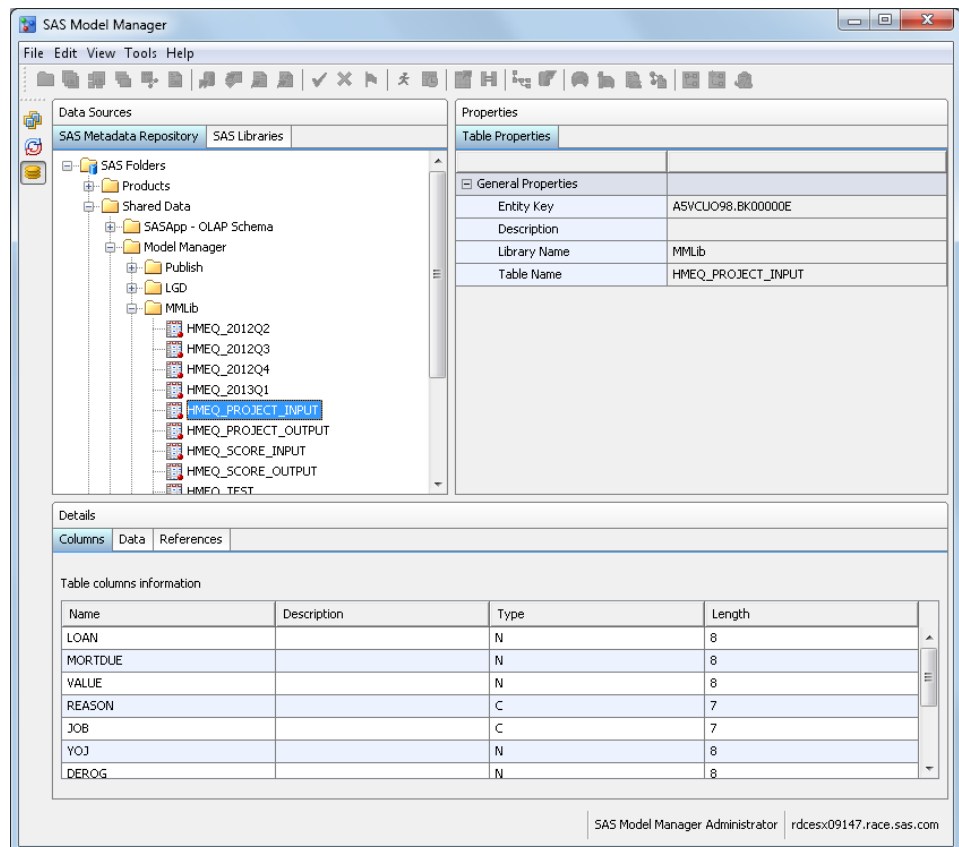 SAS Model Manager
File Edit View Tools Help
Data Sources
SAS Metadata Repository SAS Libraries
SAS Folders
Products
Shared Data
SASApp - OLAP Schema
Model Manager
Publish
LGD
MMLib
HMEQ_2012Q2
HMEQ_2012Q3
HMEQ_2012Q4
HMEQ_2013Q1
HMEQ_PROJECT_INPUT
HMEQ_PROJECT_OUTPUT
HMEQ_SCORE_INPUT
HMEQ_SCORE_OUTPUT
HMEQ_TEST
Properties
Table Properties
General Properties
Entity Key A5VCUO98.BK00000E
Description
Library Name MMLib
Table Name HMEQ_PROJECT_INPUT
Details
Columns Data References
Table columns information
Name Description Type Length
LOAN N 8
MORTDUE N 8
VALUE N 8
REASON C 7
JOB C 7
YOJ N 8
DEROG N 8
SAS Model Manager Administrator rdcesx09147.race.sas.com